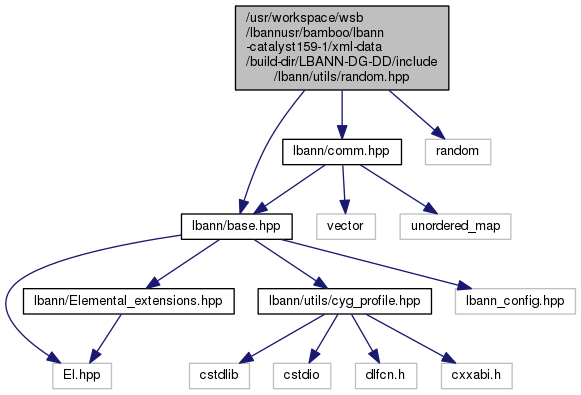 /usr/workspace/wsb
/lbannusr/bamboo/lbann
-catalyst159-1/xml-data
/build-dir/LBANN-DG-DD/include
/lbann/utils/random.hpp
lbann/comm.hpp
random
lbann/base.hpp
vector
unordered_map
lbann/Elemental_extensions.hpp
lbann/utils/cyg_profile.hpp
lbann_config.hpp
El.hpp
cstdlib
cstdio
dlfcn.h
cxxabi.h